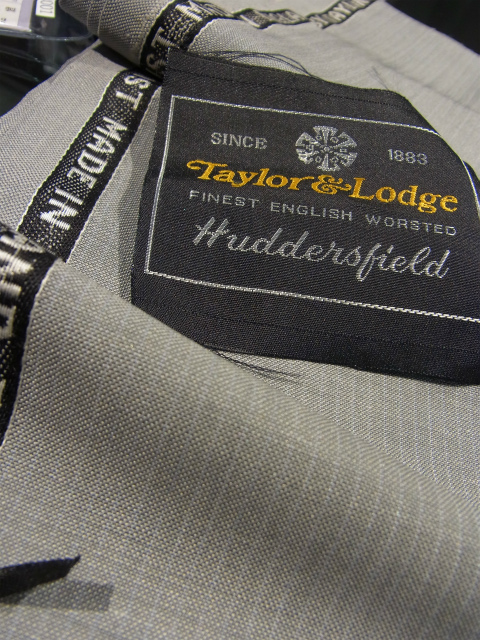 SINCE 1883
Taylor & Lodge
FINEST ENGLISH WORSTED
Huddersfield
ST MADE IN